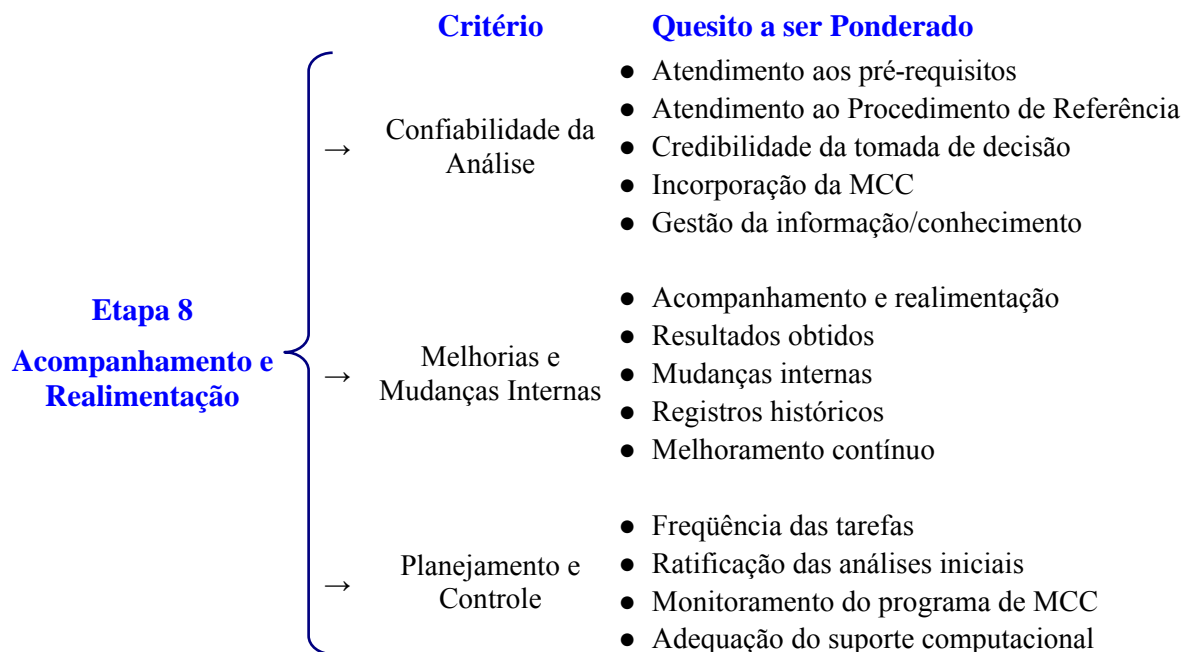 Critério Quesito a ser Ponderado
Etapa 8
Acompanhamento e
Realimentação
→ Confiabilidade da
Análise
● Atendimento aos pré-requisitos
● Atendimento ao Procedimento de Referência
● Credibilidade da tomada de decisão
● Incorporação da MCC
● Gestão da informação/conhecimento
→ Melhorias e
Mudanças Internas
● Acompanhamento e realimentação
● Resultados obtidos
● Mudanças internas
● Registros históricos
● Melhoramento contínuo
→ Planejamento e
Controle
● Freqüência das tarefas
● Ratificação das análises iniciais
● Monitoramento do programa de MCC
● Adequação do suporte computacional